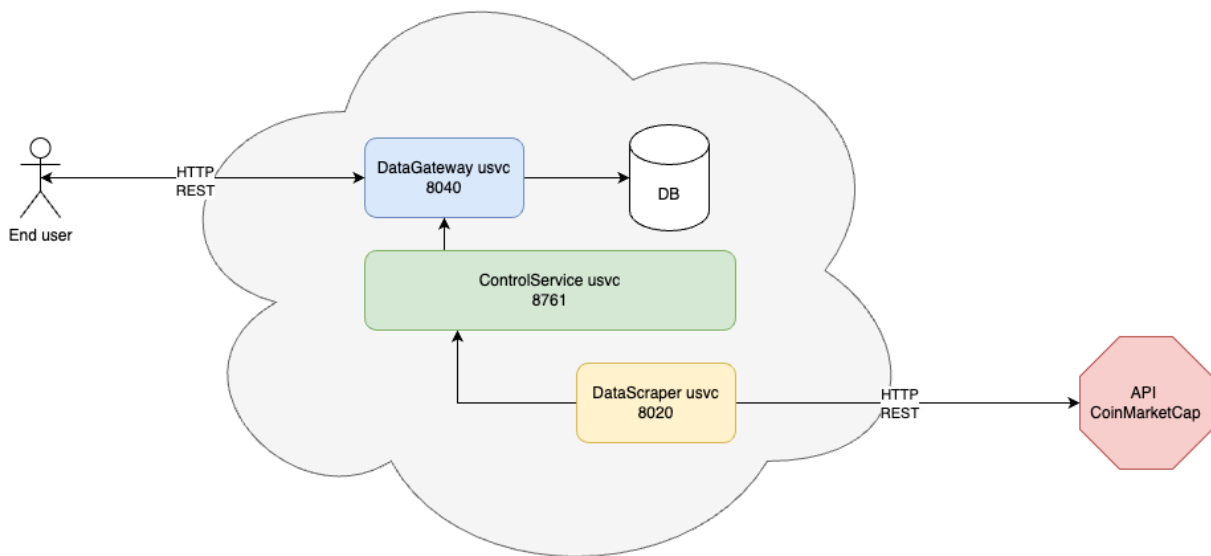 HTTP
REST
End user
DataGateway usvc
8040
DB
ControlService usvc
8761
DataScraper usvc
8020
HTTP
REST
API
CoinMarketCap